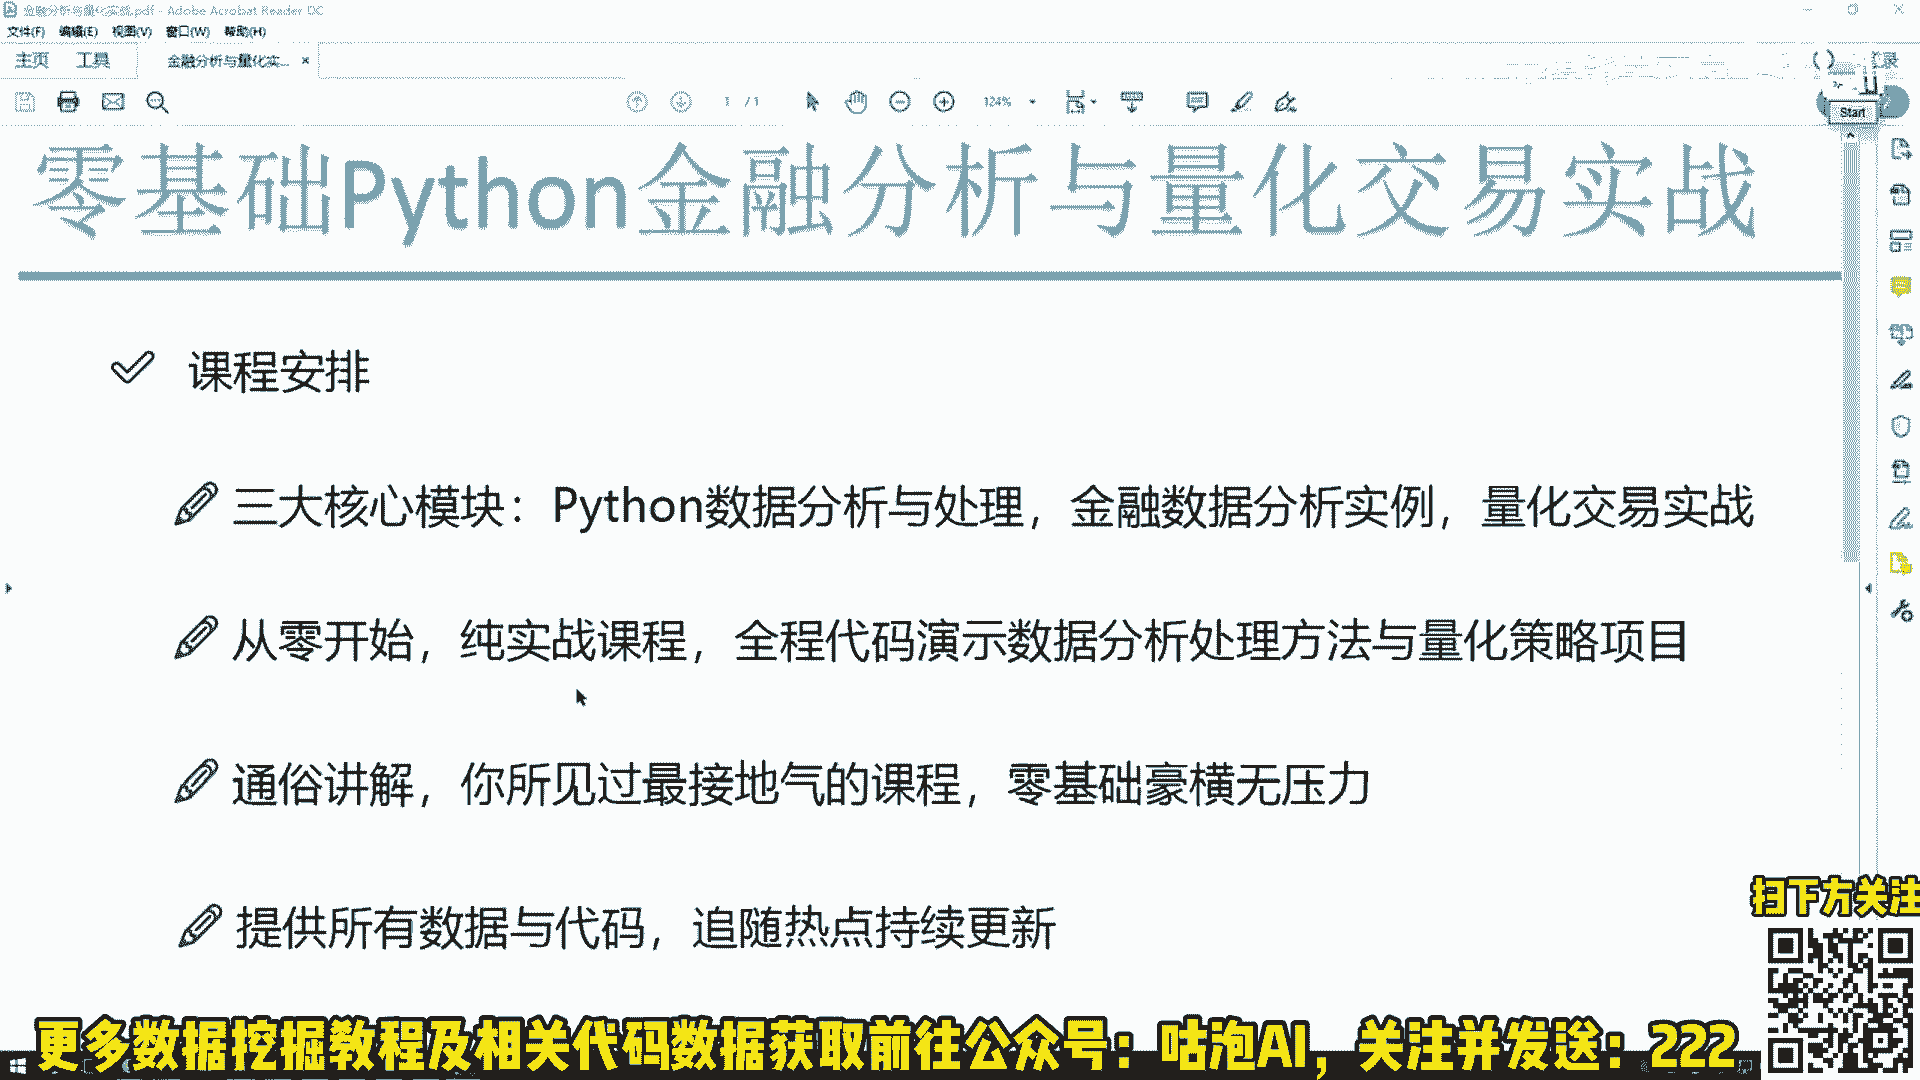 金融分析与量化实战.pdf - Adobe Acrobat Reader DC
文件(F) 编辑(E) 视图(V) 窗口(W) 帮助(H)
主页 工具 金融分析与量化实... ×
1 / 1 124%
Start
零基础Python金融分析与量化交易实战
课程安排
三大核心模块：Python数据分析与处理，金融数据分析实例，量化交易实战
从零开始，纯实战课程，全程代码演示数据分析处理方法与量化策略项目
通俗讲解，你所见过最接地气的课程，零基础豪横无压力
提供所有数据与代码，追随热点持续更新
扫下方关注
更多数据挖掘教程及相关代码数据获取前往公众号：咕泡AI，关注并发送：222